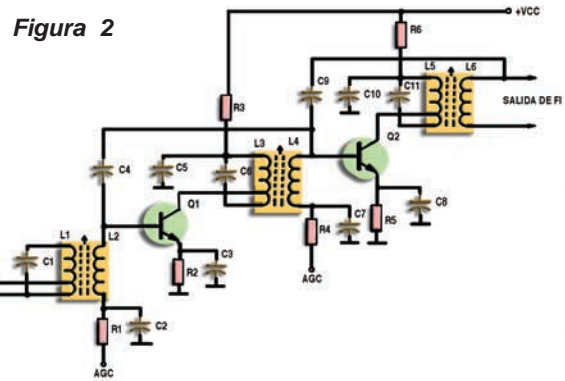 Figura 2
+VCC
R6
L5 L6
C9
C10
C11
SALIDA DE FI
R3
Q2
L3 L4
C4
C5
C6
Q1
C8
C7
R5
R4
L1 L2
C3
C1
R2
AGC
R1
C2
AGC